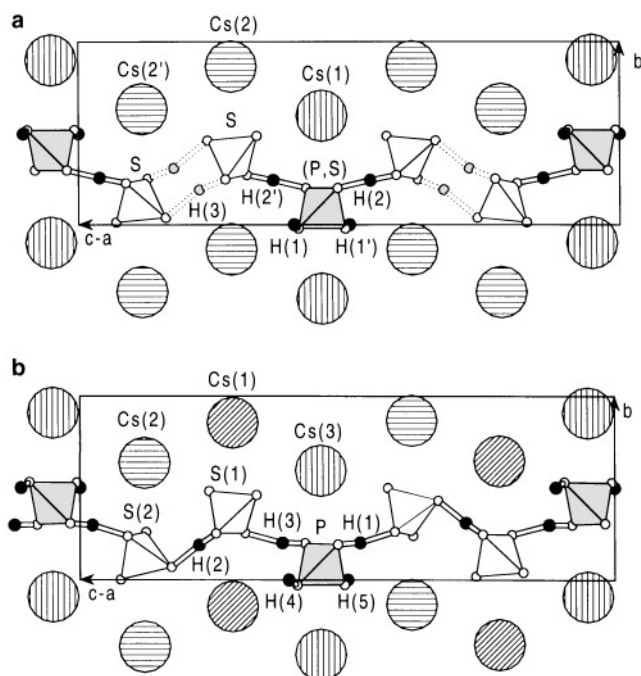 a
Cs(2)
b
Cs(2')
Cs(1)
S
S
(P,S)
H(2')
H(2)
H(3)
c-a
H(1)
H(1')
b
Cs(1)
b
Cs(2)
Cs(3)
S(1)
S(2)
H(3)
P
H(1)
H(2)
c-a
H(4)
H(5)